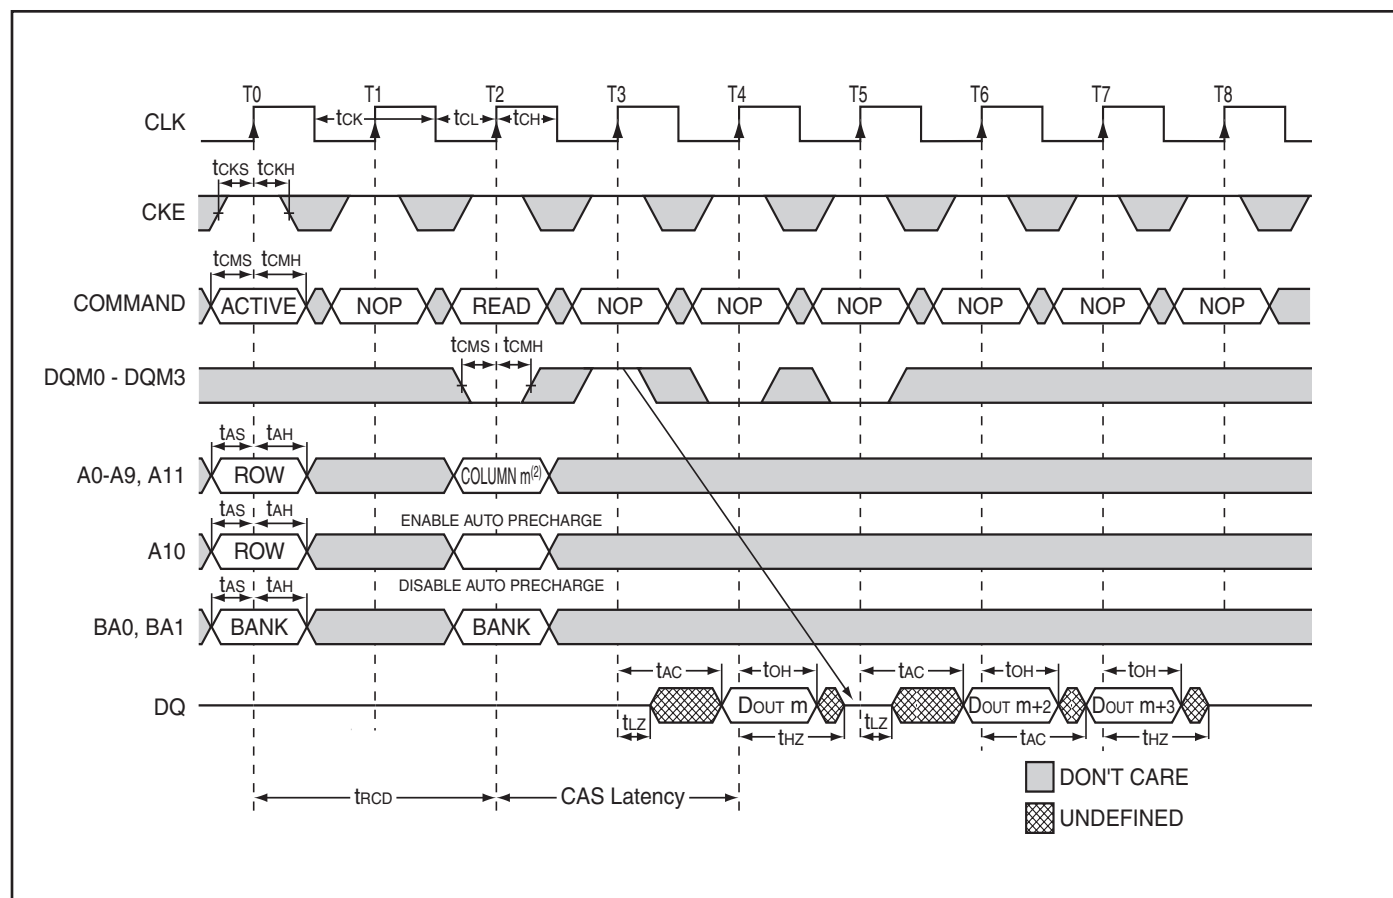 T0 T1 T2 T3 T4 T5 T6 T7 T8
CLK tCK tCL tCH
tCKS tCKH
CKE
tCMS tCMH
COMMAND ACTIVE NOP READ NOP NOP NOP NOP NOP NOP
tCMS tCMH
DQM0 - DQM3
tAS tAH
A0-A9, A11 ROW COLUMN m(2)
tAS tAH ENABLE AUTO PRECHARGE
A10 ROW
tAS tAH DISABLE AUTO PRECHARGE
BA0, BA1 BANK BANK
tAC tOH tAC tOH tOH
DQ DOUT m DOUT m+2 DOUT m+3
tLZ tHZ tLZ tAC tHZ
DON'T CARE
tRCD CAS Latency
UNDEFINED